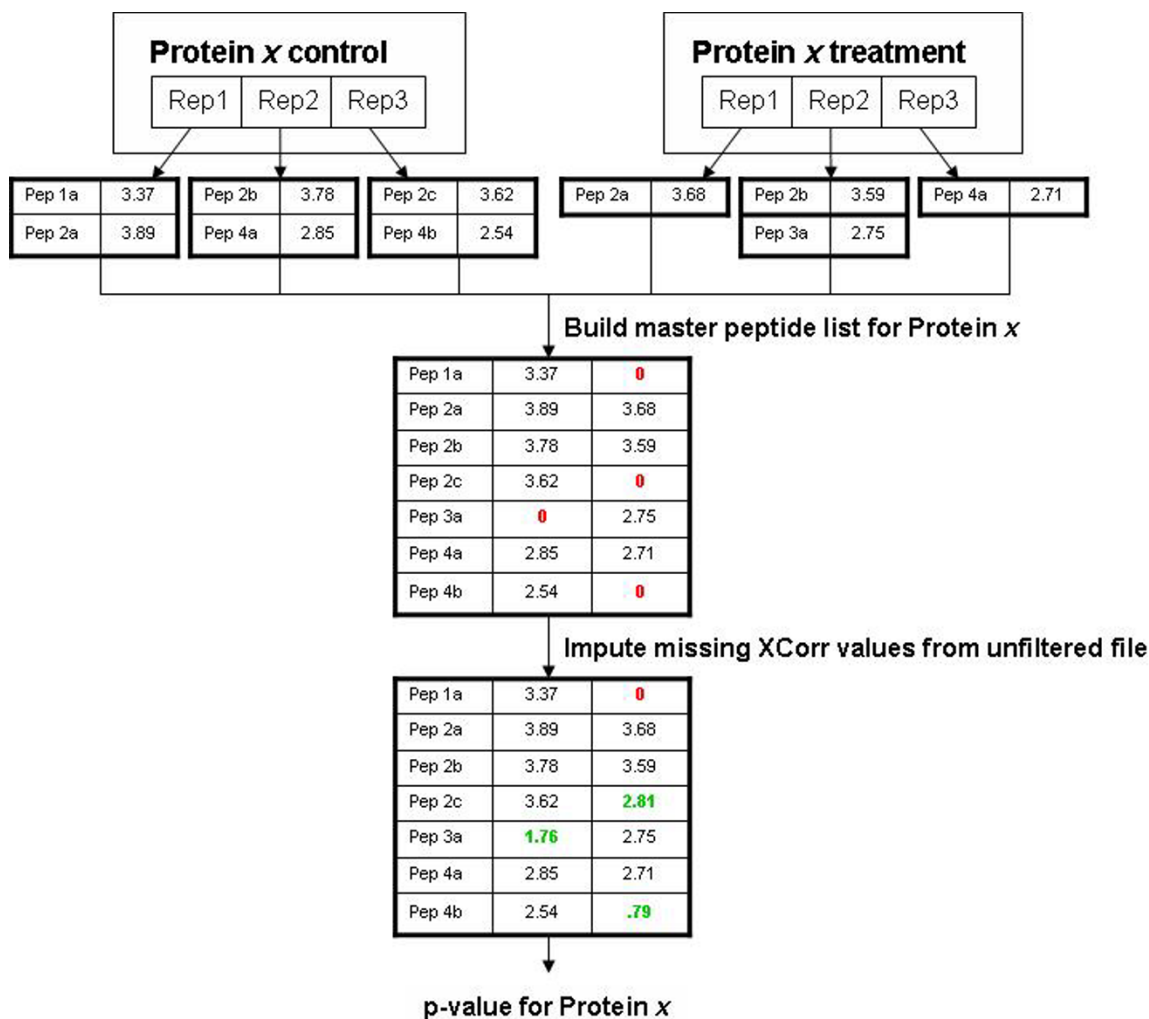 Protein x control
Rep1 Rep2 Rep3
Protein x treatment
Rep1 Rep2 Rep3
Pep 1a 3.37
Pep 2a 3.89
Pep 2b 3.78
Pep 4a 2.85
Pep 2c 3.62
Pep 4b 2.54
Pep 2a 3.68
Pep 2b 3.59
Pep 3a 2.75
Pep 4a 2.71
Build master peptide list for Protein x
Pep 1a 3.37 0
Pep 2a 3.89 3.68
Pep 2b 3.78 3.59
Pep 2c 3.62 0
Pep 3a 0 2.75
Pep 4a 2.85 2.71
Pep 4b 2.54 0
Impute missing XCorr values from unfiltered file
Pep 1a 3.37 0
Pep 2a 3.89 3.68
Pep 2b 3.78 3.59
Pep 2c 3.62 2.81
Pep 3a 1.76 2.75
Pep 4a 2.85 2.71
Pep 4b 2.54 .79
p-value for Protein x